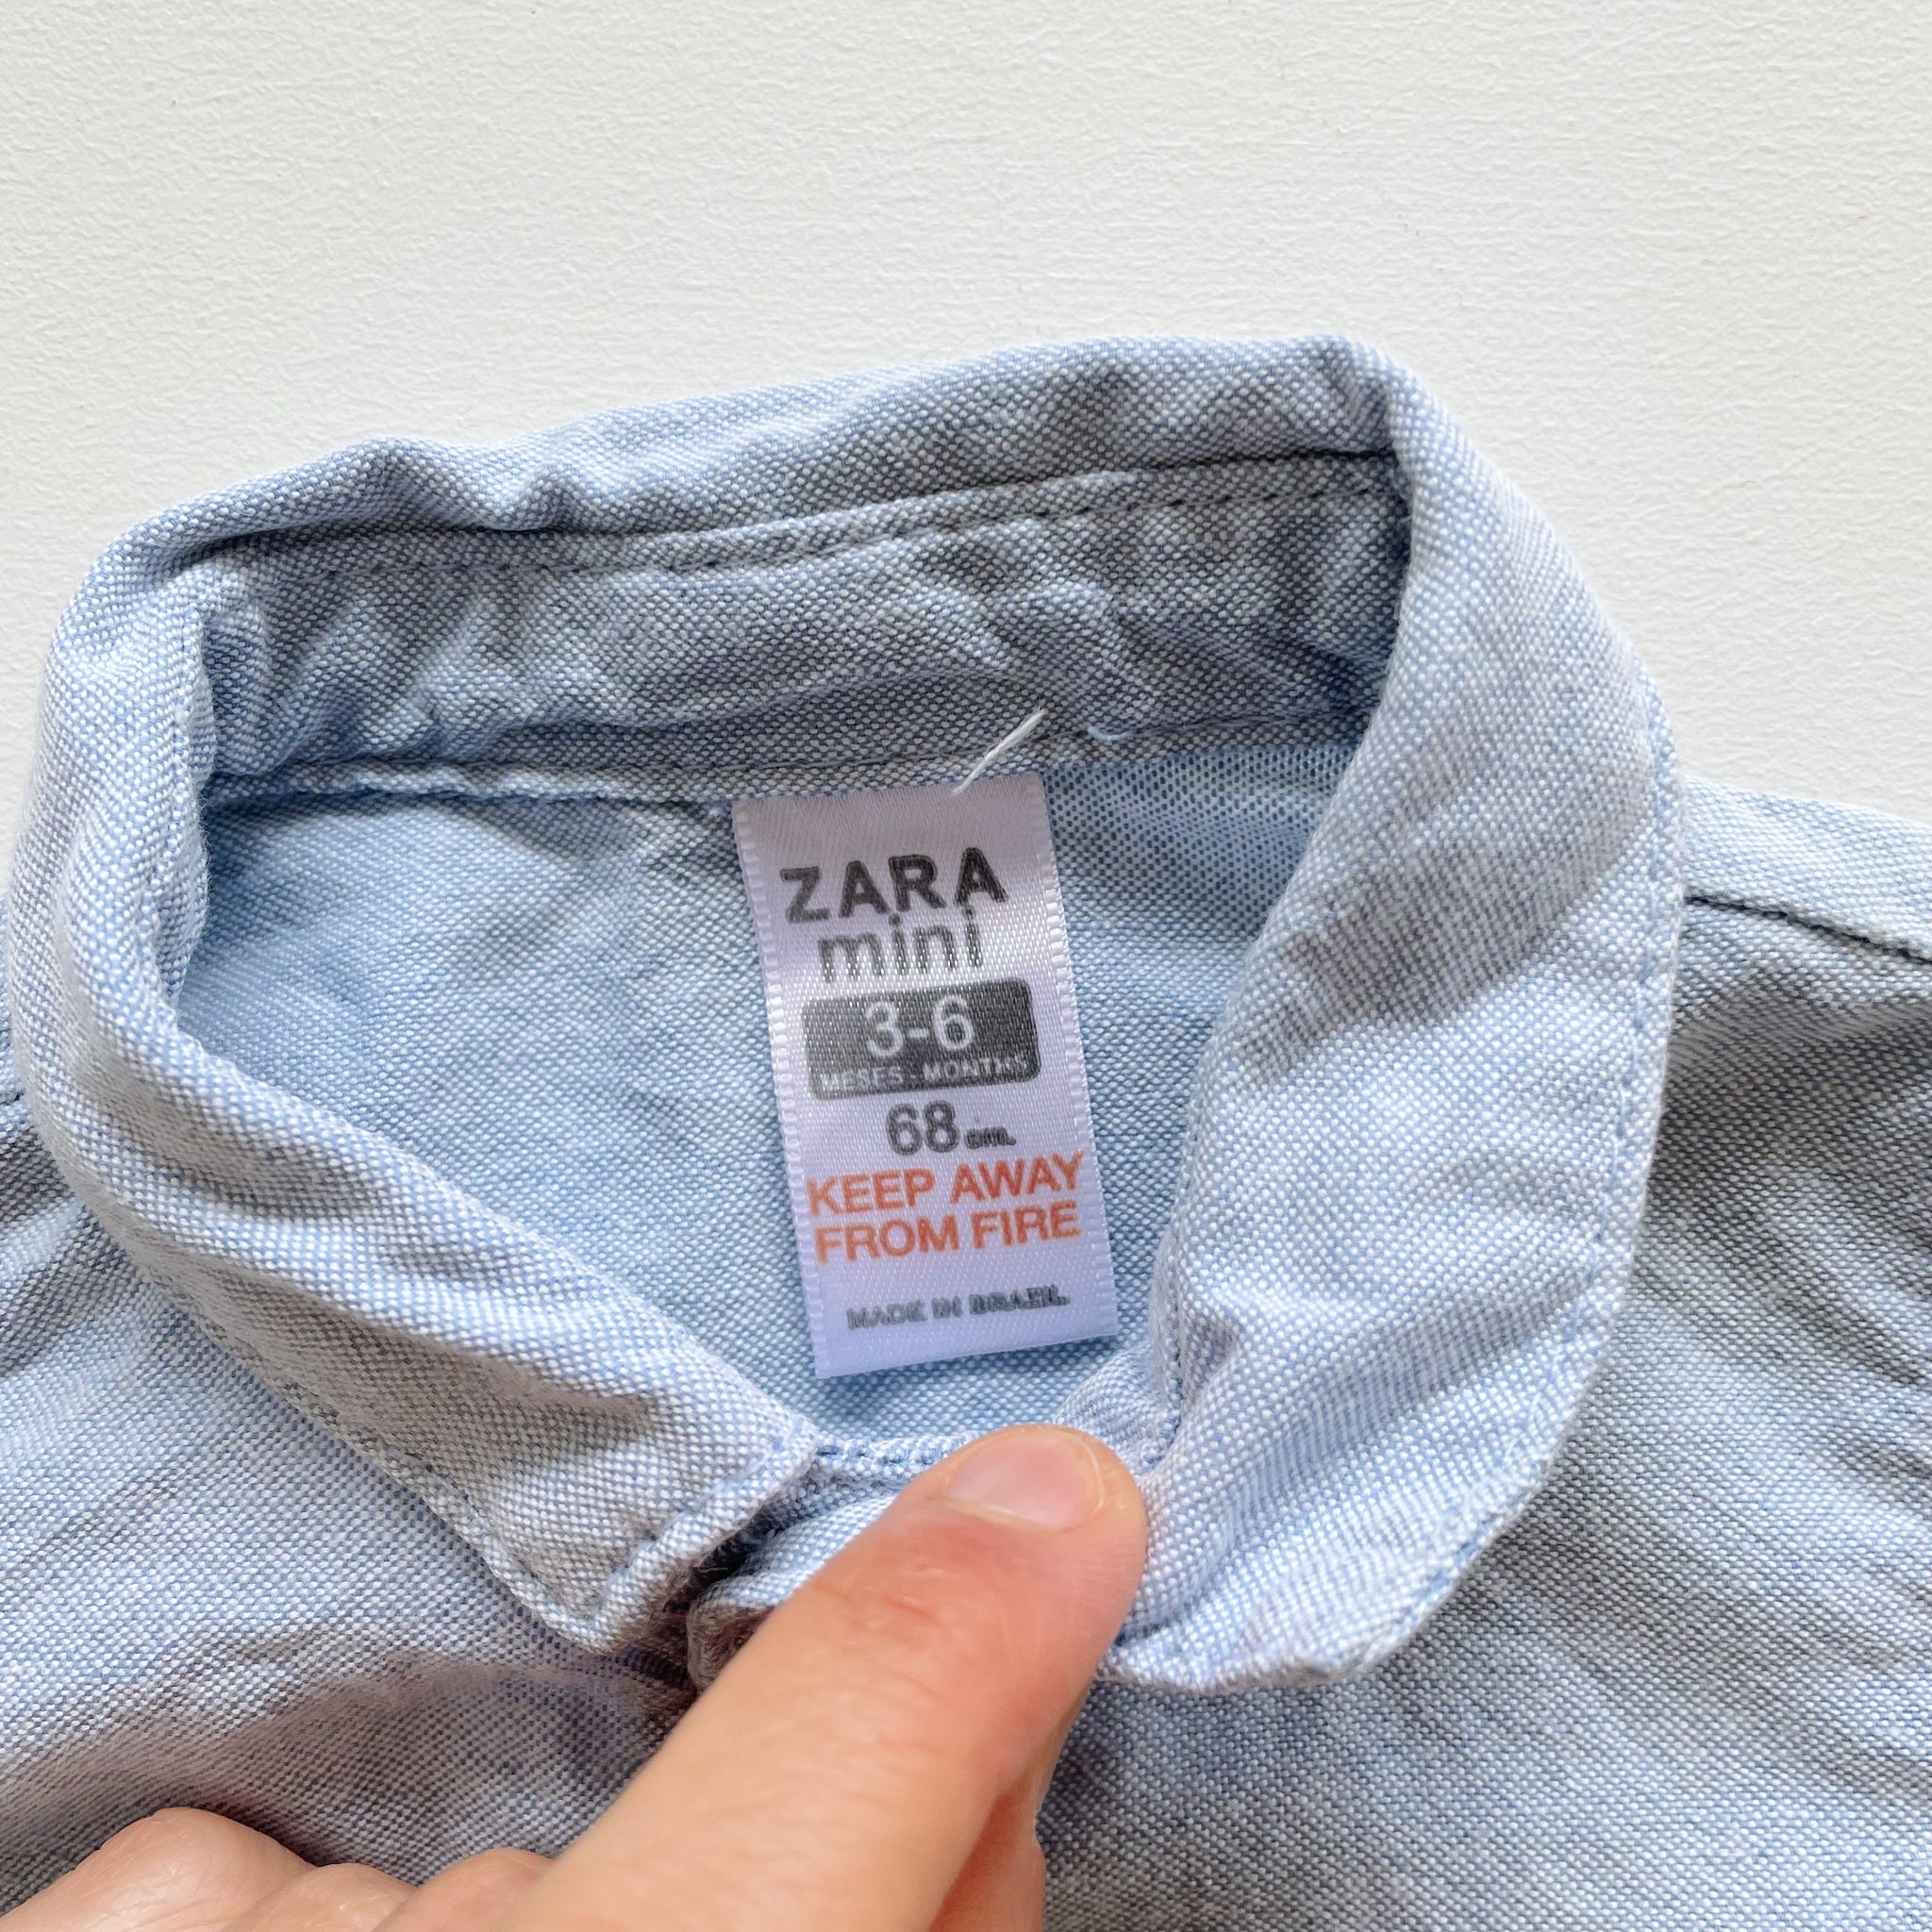 ZARA
mini
3-6
MESES - MONTHS
68 cm.
KEEP AWAY
FROM FIRE
MADE IN BRAZIL